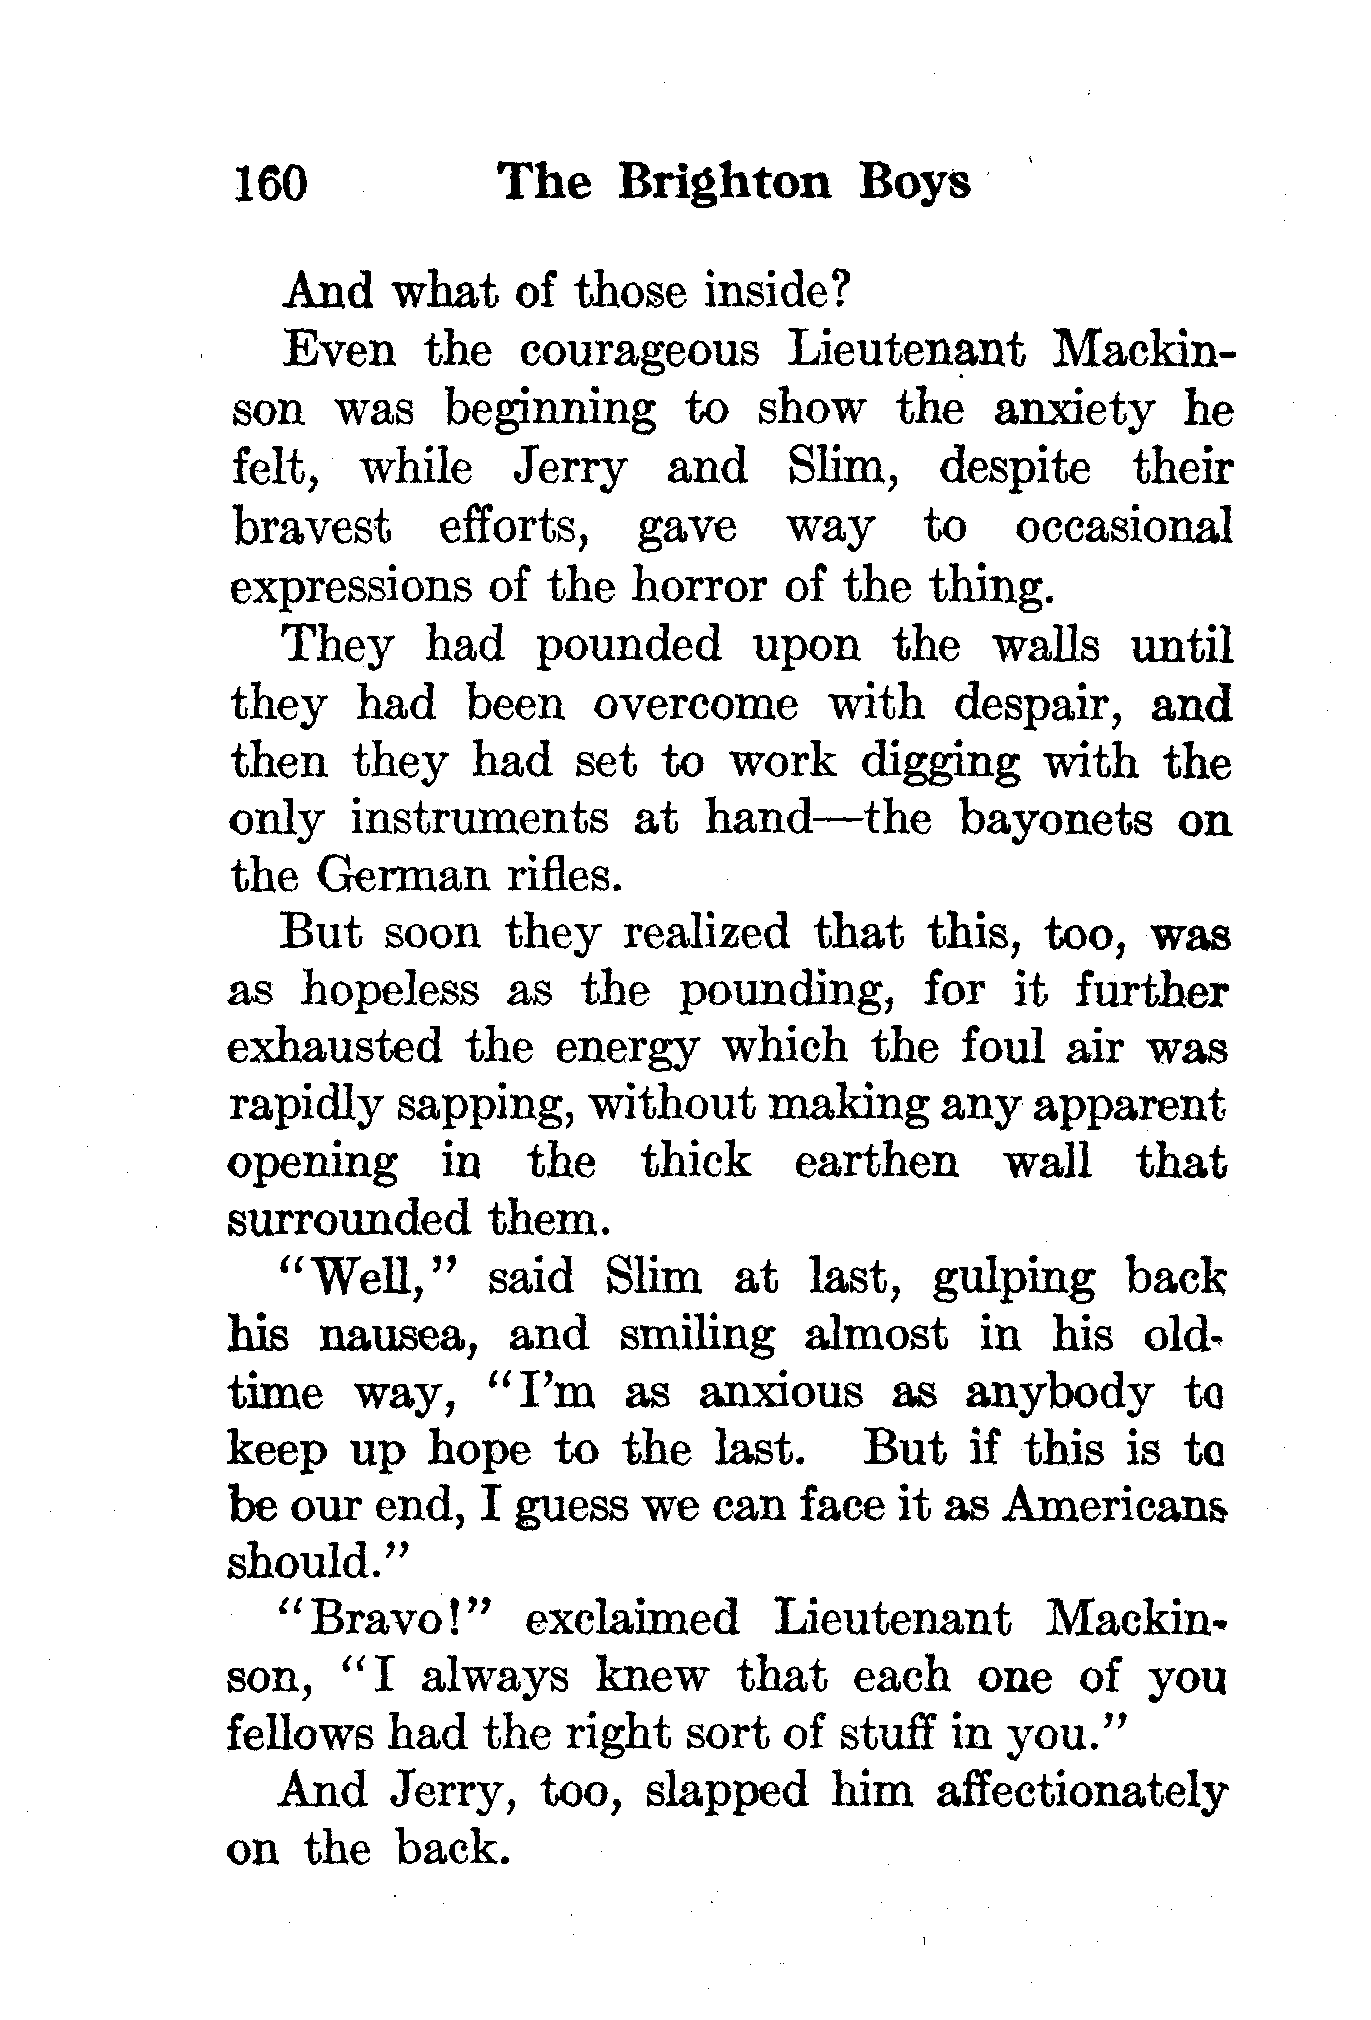 160 The Brighton Boys
And what of those inside?
Even the courageous Lieutenant Mackin-
son was beginning to show the anxiety he
felt, while Jerry and Slim, despite their
bravest efforts, gave way to occasional
expressions of the horror of the thing.
They had pounded upon the walls until
they had been overcome with despair, and
then they had set to work digging with the
only instruments at hand—the bayonets on
the German rifles.
But soon they realized that this, too, was
as hopeless as the pounding, for it further
exhausted the energy which the foul air was
rapidly sapping, without making any apparent
opening in the thick earthen wall that
surrounded them.
“Well,” said Slim at last, gulping back
his nausea, and smiling almost in his old-
time way, “I’m as anxious as anybody to
keep up hope to the last. But if this is to
be our end, I guess we can face it as Americans
should.”
“Bravo!” exclaimed Lieutenant Mackin-
son, “I always knew that each one of you
fellows had the right sort of stuff in you.”
And Jerry, too, slapped him affectionately
on the back.